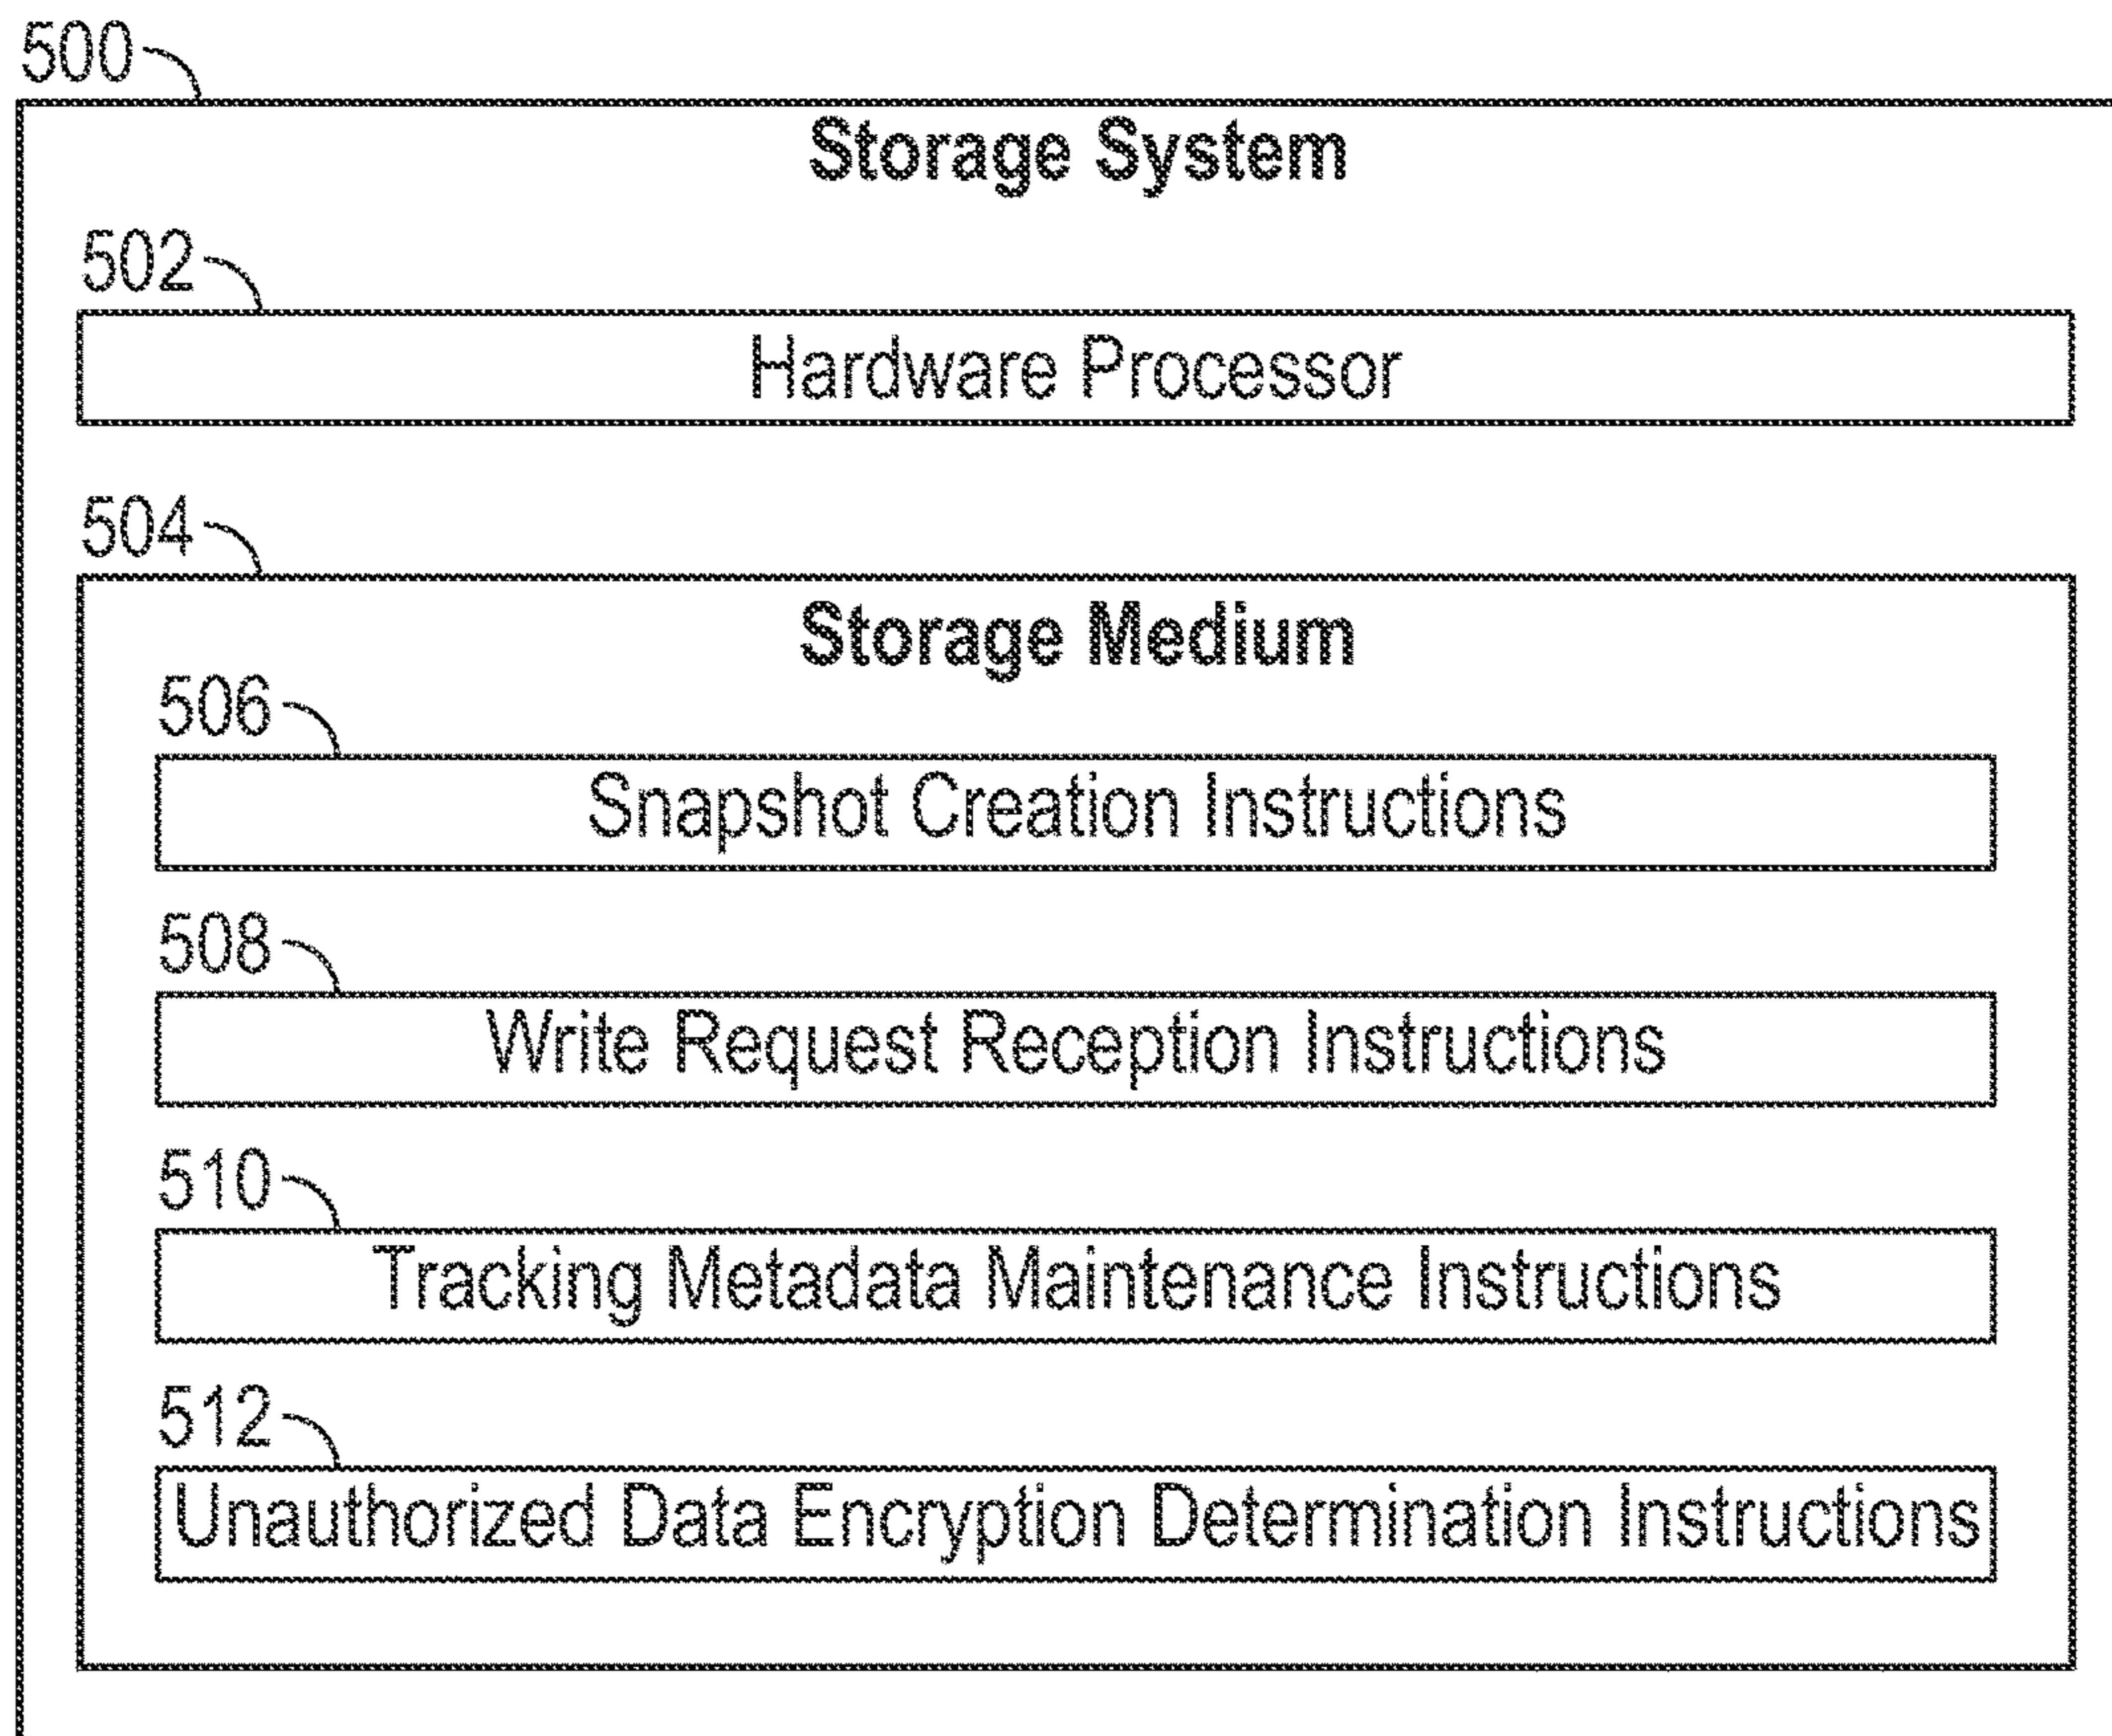 500
Storage System
502
Hardware Processor
504
Storage Medium
506
Snapshot Creation Instructions
508
Write Request Reception Instructions
510
Tracking Metadata Maintenance Instructions
512
Unauthorized Data Encryption Determination Instructions